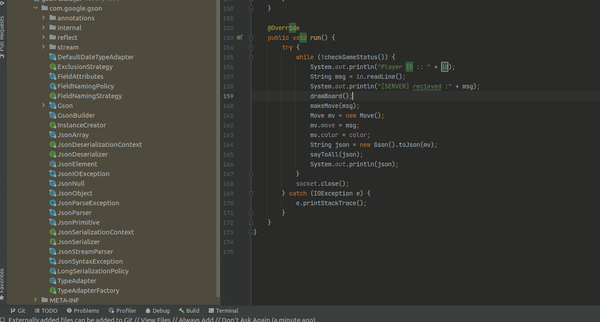 com.google.gson
annotations
internal
reflect
stream
DefaultDateTypeAdapter
ExclusionStrategy
FieldAttributes
FieldNamingPolicy
FieldNamingStrategy
Gson
GsonBuilder
InstanceCreator
JsonArray
JsonDeserializationContext
JsonDeserializer
JsonElement
JsonIOException
JsonNull
JsonObject
JsonParseException
JsonParser
JsonPrimitive
JsonSerializationContext
JsonSerializer
JsonStreamParser
JsonSyntaxException
LongSerializationPolicy
TypeAdapter
TypeAdapterFactory
META-INF
Pull Requests
Favorites
151
152 @Override
153 public void run() {
154 try {
155 while (!checkGameStatus()) {
156 System.out.println("Player ID :: " + id);
157 String msg = in.readLine();
158 System.out.println("[SERVER] recieved :" + msg);
159 drawBoard();
160 makeMove(msg);
161 Move mv = new Move();
162 mv.move = msg;
163 mv.color = color;
164 String json = new Gson().toJson(mv);
165 sayToAll(json);
166 System.out.println(json);
167 }
168 socket.close();
169 } catch (IOException e) {
170 e.printStackTrace();
171 }
172 }
173 }
174
175
Git TODO Problems Profiler Debug Build Terminal
Externally added files can be added to Git // View Files // Always Add // Don't Ask Again (a minute ago)